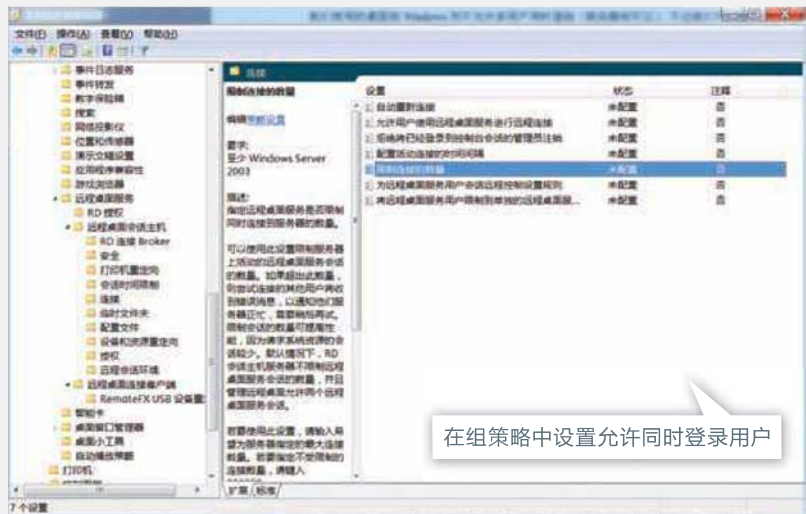 文件(F) 操作(A) 查看(V) 帮助(H)
事件日志服务
事件转发
数字保险箱
搜索
网络投影仪
位置和传感器
演示文稿设置
应用程序兼容性
游戏浏览器
远程桌面服务
RD 授权
远程桌面会话主机
RD 连接 Broker
安全
打印机重定向
会话时间限制
连接
临时文件夹
配置文件
设备和资源重定向
授权
远程会话环境
远程桌面连接客户端
RemoteFX USB 设备重
智能卡
桌面窗口管理器
桌面小工具
自动播放策略
打印机
连接
限制连接的数量
编辑策略设置
要求:
至少 Windows Server
2003
描述:
指定远程桌面服务是否限制
同时连接到服务器的数量。
可以使用此设置限制服务器
上活动的远程桌面服务会话
的数量。如果超出此数量，
则尝试连接的其他用户将收
到错误消息，以通知他们服
务器正忙，需要稍后再试。
限制会话的数量可提高性
能，因为请求系统资源的会
话较少。默认情况下，RD
会话主机服务器不限制远程
桌面服务会话的数量，并且
管理远程桌面允许两个远程
桌面服务会话。
若要使用此设置，请输入希
望为服务器指定的最大连接
数量。若要指定不受限制的
连接数量，请键入
设置 状态 注释
自动重新连接 未配置 否
允许用户使用远程桌面服务进行远程连接 未配置 否
拒绝将已经登录到控制台会话的管理员注销 未配置 否
配置活动连接的时间间隔 未配置 否
限制连接的数量 未配置 否
为远程桌面服务用户会话远程控制设置规则 未配置 否
将远程桌面服务用户限制到单独的远程桌面服... 未配置 否
在组策略中设置允许同时登录用户
扩展 标准
7 个设置